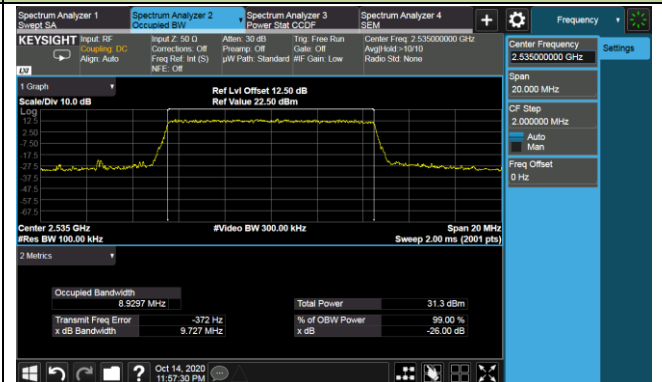 Spectrum Analyzer 1
Swept SA
Spectrum Analyzer 2
Occupied BW
Spectrum Analyzer 3
Power Stat CCDF
Spectrum Analyzer 4
SEM
+
Frequency
KEYSIGHT
Input: RF
Coupling: DC
Align: Auto
Input Z: 50 Ω
Corrections: Off
Freq Ref: Int (S)
NFE: Off
Atten: 30 dB
Preamp: Off
µW Path: Standard
Trig: Free Run
Gate: Off
#IF Gain: Low
Center Freq: 2.535000000 GHz
Avg|Hold:>10/10
Radio Std: None
LXI
Center Frequency
2.535000000 GHz
Settings
Span
20.000 MHz
CF Step
2.000000 MHz
Auto
Man
Freq Offset
0 Hz
1 Graph
Scale/Div 10.0 dB
Ref Lvl Offset 12.50 dB
Ref Value 22.50 dBm
Log
12.5
2.50
-7.50
-17.5
-27.5
-37.5
-47.5
-57.5
-67.5
Center 2.535 GHz
#Video BW 300.00 kHz
Span 20 MHz
#Res BW 100.00 kHz
Sweep 2.00 ms (2001 pts)
2 Metrics
Occupied Bandwidth
8.9297 MHz
Total Power 31.3 dBm
Transmit Freq Error -372 Hz
% of OBW Power 99.00 %
x dB Bandwidth 9.727 MHz
x dB -26.00 dB
?
Oct 14, 2020
11:57:30 PM